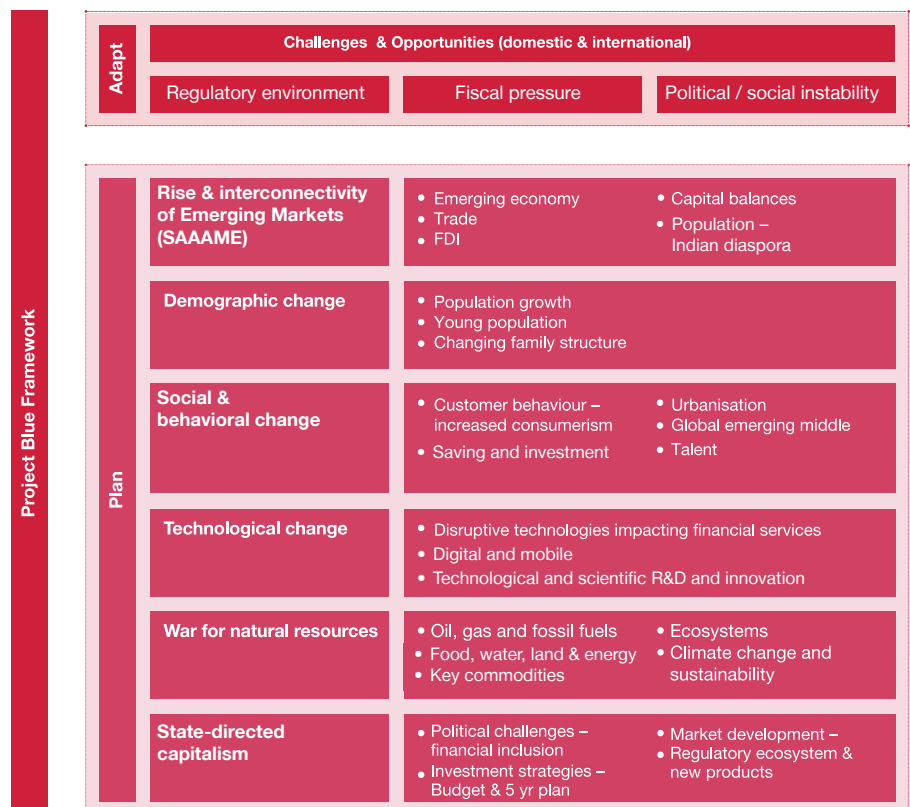 Project Blue Framework
Adapt
Challenges & Opportunities (domestic & international)
Regulatory environment
Fiscal pressure
Political / social instability
Plan
Rise & interconnectivity
of Emerging Markets
(SAAAME)
• Emerging economy
• Trade
• FDI
• Capital balances
• Population –
Indian diaspora
Demographic change
• Population growth
• Young population
• Changing family structure
Social &
behavioral change
• Customer behaviour –
increased consumerism
• Saving and investment
• Urbanisation
• Global emerging middle
• Talent
Technological change
• Disruptive technologies impacting financial services
• Digital and mobile
• Technological and scientific R&D and innovation
War for natural resources
• Oil, gas and fossil fuels
• Food, water, land & energy
• Key commodities
• Ecosystems
• Climate change and
sustainability
State-directed
capitalism
• Political challenges –
financial inclusion
• Investment strategies –
Budget & 5 yr plan
• Market development –
• Regulatory ecosystem &
new products